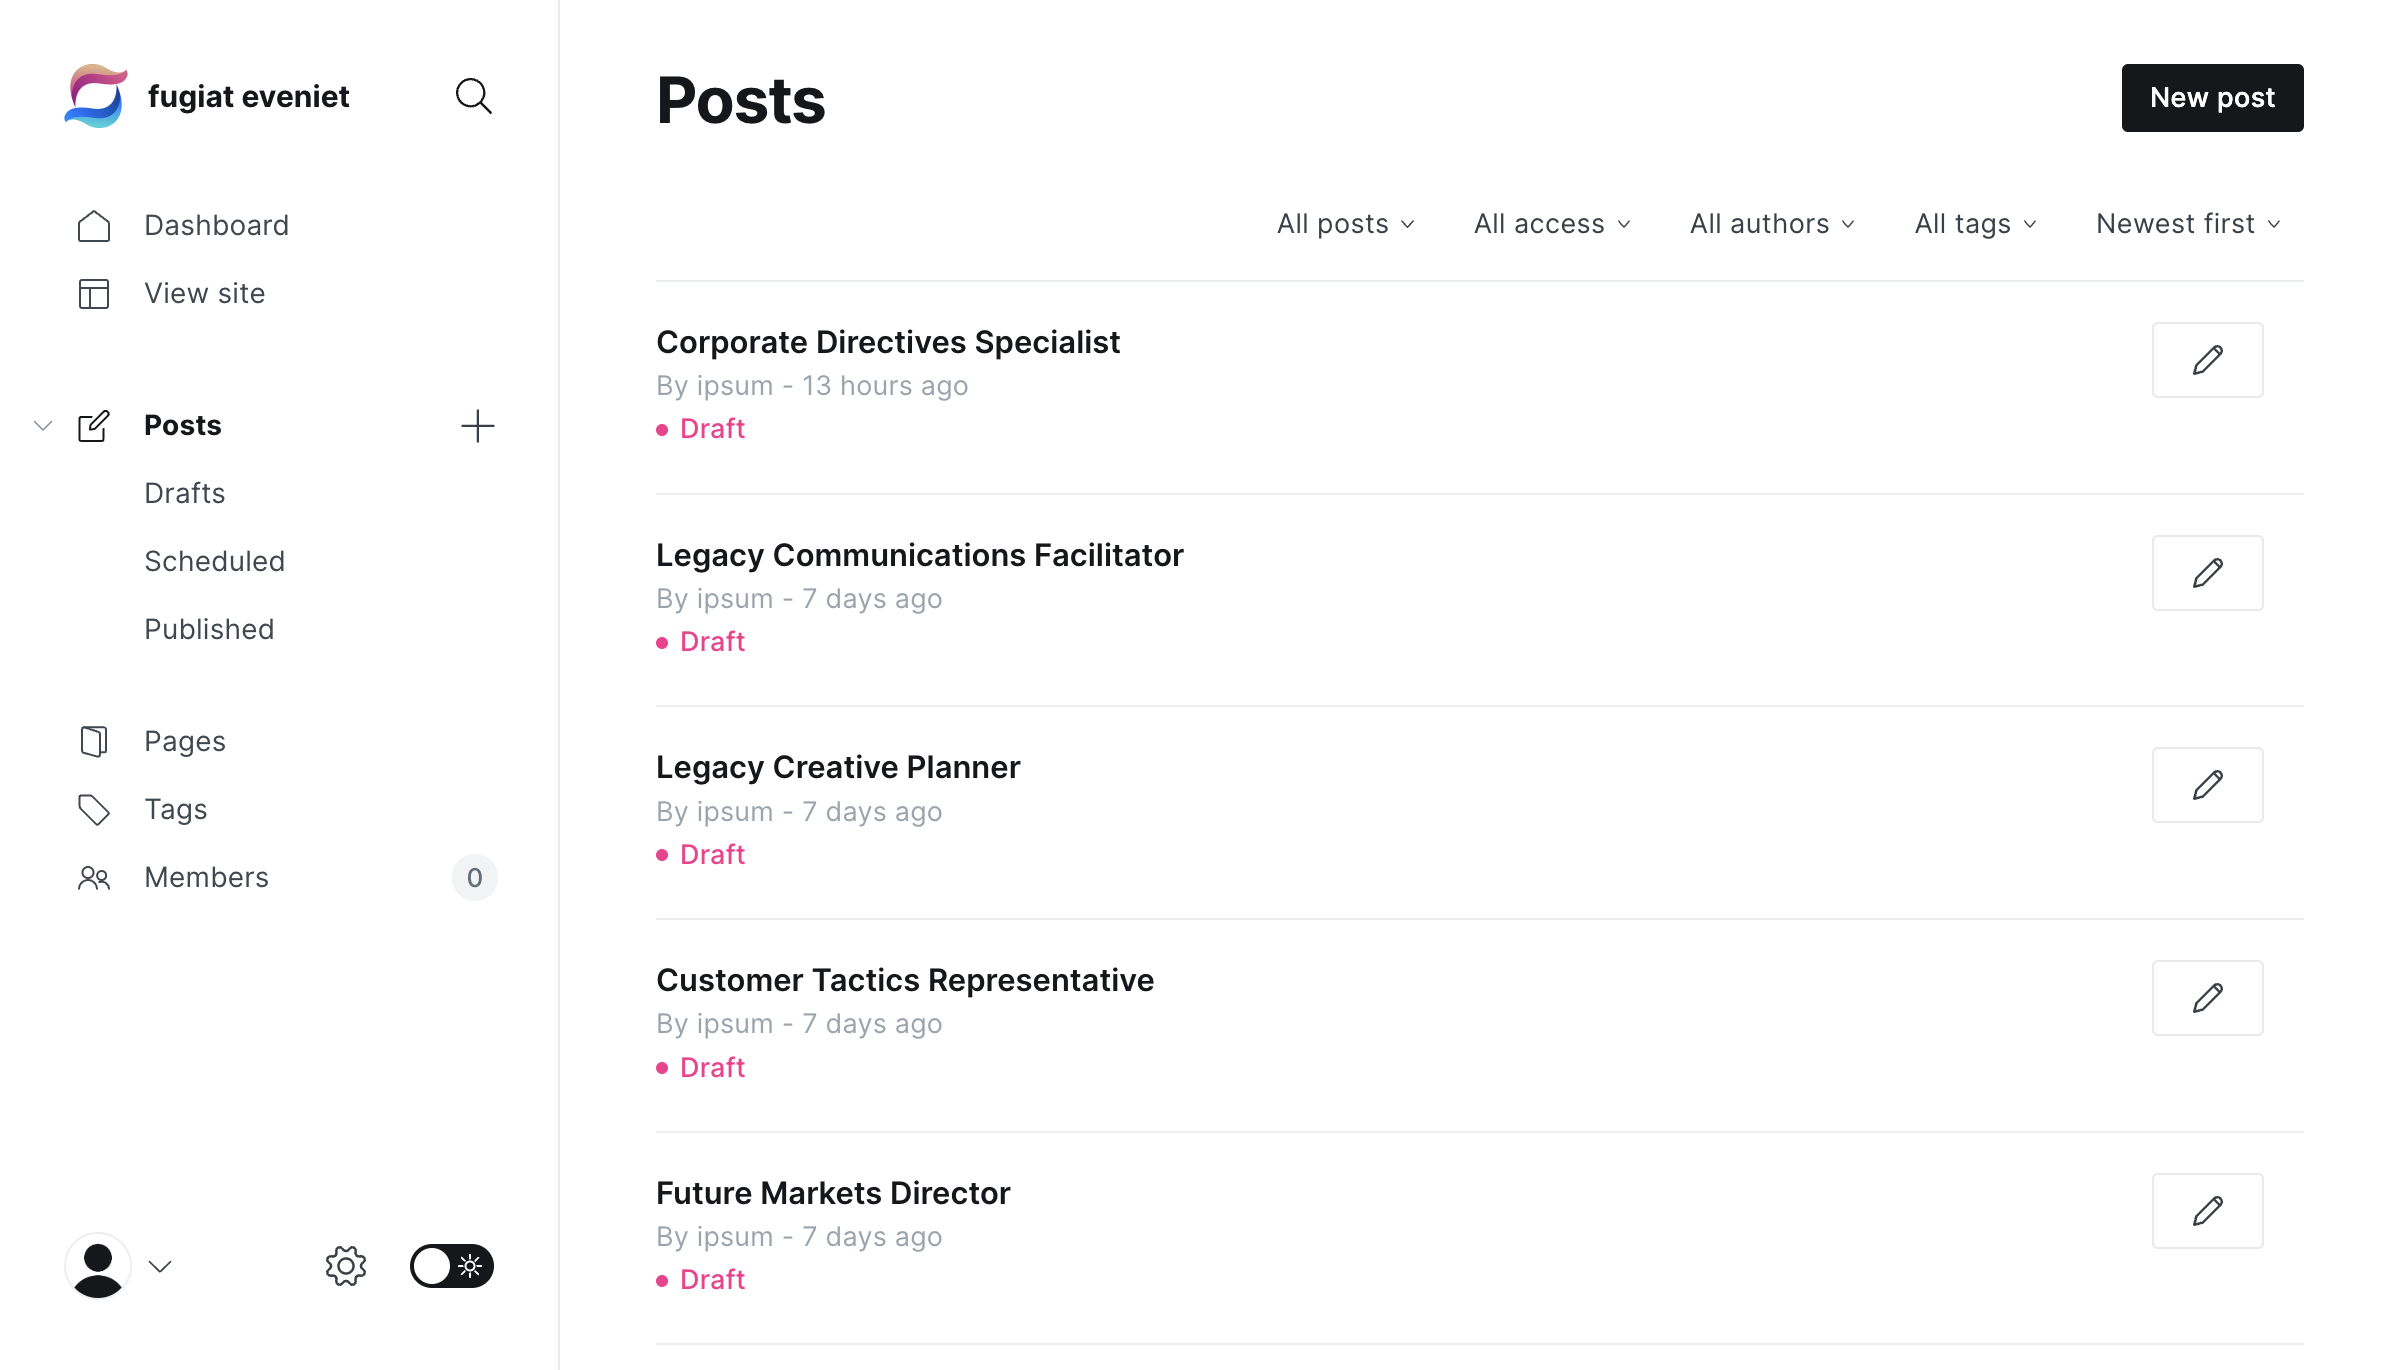 fugiat eveniet
Dashboard
View site
Posts
Drafts
Scheduled
Published
Pages
Tags
Members 0
Posts
New post
All posts All access All authors All tags Newest first
Corporate Directives Specialist
By ipsum - 13 hours ago
Draft
Legacy Communications Facilitator
By ipsum - 7 days ago
Draft
Legacy Creative Planner
By ipsum - 7 days ago
Draft
Customer Tactics Representative
By ipsum - 7 days ago
Draft
Future Markets Director
By ipsum - 7 days ago
Draft